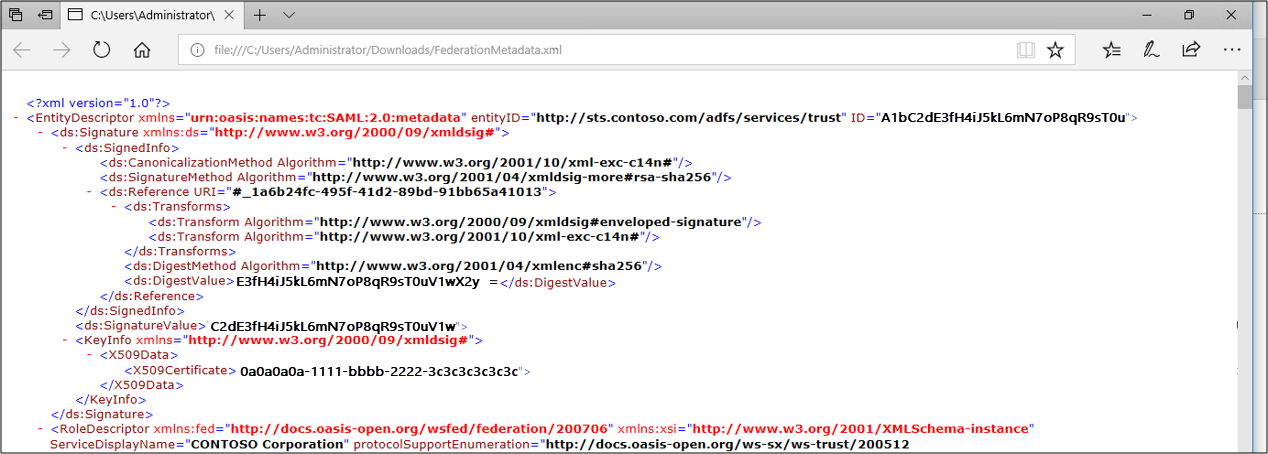 C:\Users\Administrator\
file:///C:/Users/Administrator/Downloads/FederationMetadata.xml
<?xml version="1.0"?>
- <EntityDescriptor xmlns="urn:oasis:names:tc:SAML:2.0:metadata" entityID="http://sts.contoso.com/adfs/services/trust" ID="A1bC2dE3fH4iJ5kL6mN7oP8qR9sT0u">
- <ds:Signature xmlns:ds="http://www.w3.org/2000/09/xmldsig#">
- <ds:SignedInfo>
<ds:CanonicalizationMethod Algorithm="http://www.w3.org/2001/10/xml-exc-c14n#"/>
<ds:SignatureMethod Algorithm="http://www.w3.org/2001/04/xmldsig-more#rsa-sha256"/>
- <ds:Reference URI="#_1a6b24fc-495f-41d2-89bd-91bb65a41013">
- <ds:Transforms>
<ds:Transform Algorithm="http://www.w3.org/2000/09/xmldsig#enveloped-signature"/>
<ds:Transform Algorithm="http://www.w3.org/2001/10/xml-exc-c14n#"/>
</ds:Transforms>
<ds:DigestMethod Algorithm="http://www.w3.org/2001/04/xmlenc#sha256"/>
<ds:DigestValue>E3fH4iJ5kL6mN7oP8qR9sT0uV1wX2y =</ds:DigestValue>
</ds:Reference>
</ds:SignedInfo>
<ds:SignatureValue>C2dE3fH4iJ5kL6mN7oP8qR9sT0uV1w">
- <KeyInfo xmlns="http://www.w3.org/2000/09/xmldsig#">
- <X509Data>
<X509Certificate> 0a0a0a0a-1111-bbbb-2222-3c3c3c3c3c3c">
</X509Data>
</KeyInfo>
</ds:Signature>
- <RoleDescriptor xmlns:fed="http://docs.oasis-open.org/wsfed/federation/200706" xmlns:xsi="http://www.w3.org/2001/XMLSchema-instance"
ServiceDisplayName="CONTOSO Corporation" protocolSupportEnumeration="http://docs.oasis-open.org/ws-sx/ws-trust/200512